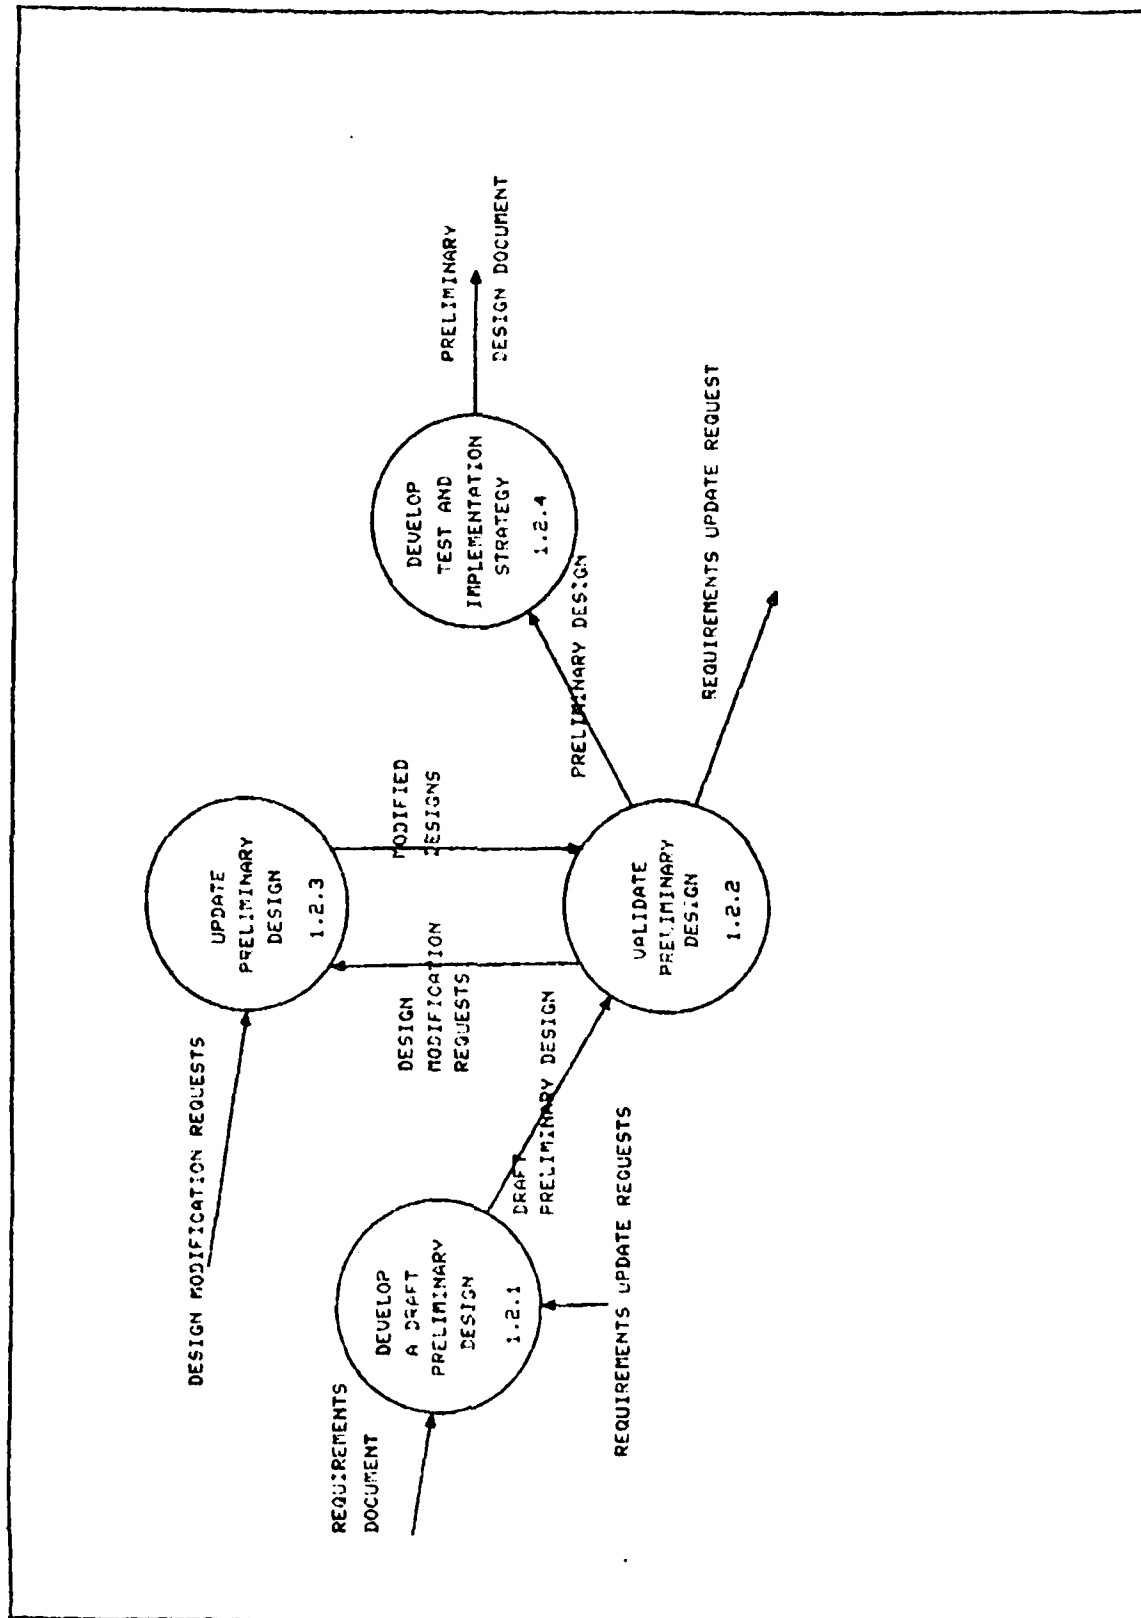 DESIGN MODIFICATION REQUESTS
UPDATE
PRELIMINARY
DESIGN
1.2.3
REQUIREMENTS
DOCUMENT
DEVELOP
A DRAFT
PRELIMINARY
DESIGN
1.2.1
DESIGN
MODIFICATION
REQUESTS
MODIFIED
DESIGNS
DEVELOP
TEST AND
IMPLEMENTATION
STRATEGY
1.2.4
PRELIMINARY
DESIGN DOCUMENT
DRAFT
PRELIMINARY DESIGN
PRELIMINARY DESIGN
REQUIREMENTS UPDATE REQUESTS
VALIDATE
PRELIMINARY
DESIGN
1.2.2
REQUIREMENTS UPDATE REQUEST